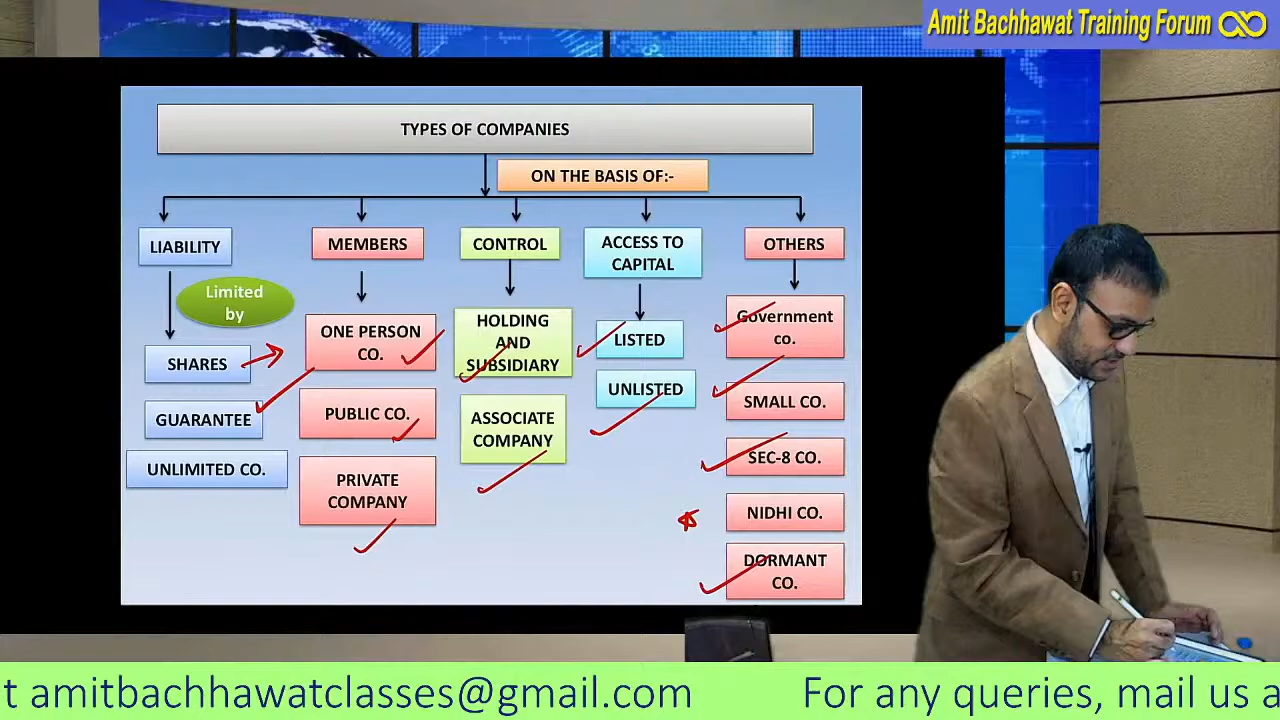 Amit Bachhawat Training Forum
TYPES OF COMPANIES
ON THE BASIS OF:-
LIABILITY
Limited
by
SHARES
GUARANTEE
UNLIMITED CO.
MEMBERS
ONE PERSON
CO.
PUBLIC CO.
PRIVATE
COMPANY
CONTROL
HOLDING
AND
SUBSIDIARY
ASSOCIATE
COMPANY
ACCESS TO
CAPITAL
LISTED
UNLISTED
OTHERS
Government
co.
SMALL CO.
SEC-8 CO.
NIDHI CO.
DORMANT
CO.
t amitbachhawatclasses@gmail.com For any queries, mail us a